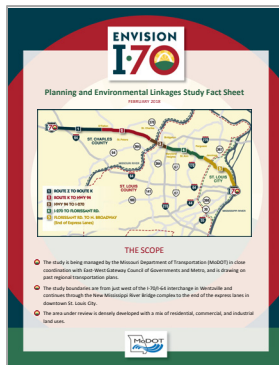 ENVISION
I-70
Planning and Environmental Linkages Study Fact Sheet
FEBRUARY 2018
ST. CHARLES
COUNTY
ST. LOUIS
COUNTY
ST. LOUIS
CITY
ROUTE Z TO ROUTE K
ROUTE K TO HWY 94
HWY 94 TO I-270
I-270 TO FLORISSANT RD.
FLORISSANT RD. TO N. BROADWAY
(End of Express Lanes)
THE SCOPE
The study is being managed by the Missouri Department of Transportation (MoDOT) in close
coordination with East-West Gateway Council of Governments and Metro, and is drawing on
past regional transportation plans.
The study boundaries are from just west of the I-70/I-64 interchange in Wentzville and
continues through the New Mississippi River Bridge complex to the end of the express lanes in
downtown St. Louis City.
The area under review is densely developed with a mix of residential, commercial, and industrial
land uses.
MoDOT